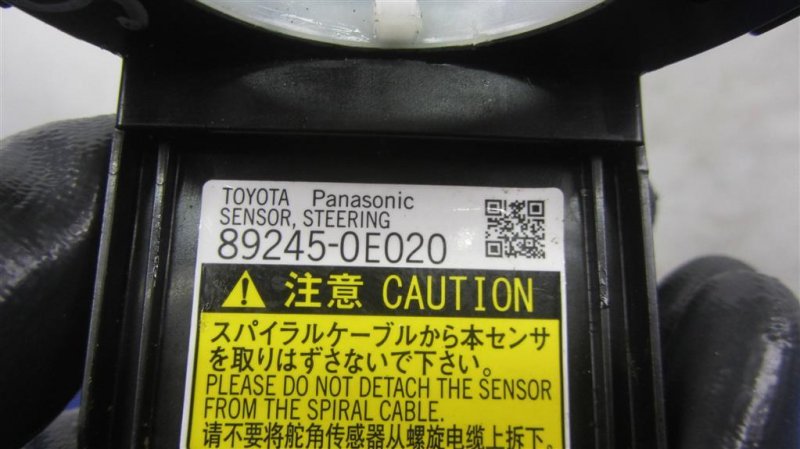 TOYOTA Panasonic
SENSOR, STEERING
89245-0E020
注意 CAUTION
スパイラルケーブルから本センサ
を取りはずさないで下さい。
PLEASE DO NOT DETACH THE SENSOR
FROM THE SPIRAL CABLE.
请不要将舵角传感器从螺旋电缆上拆下。